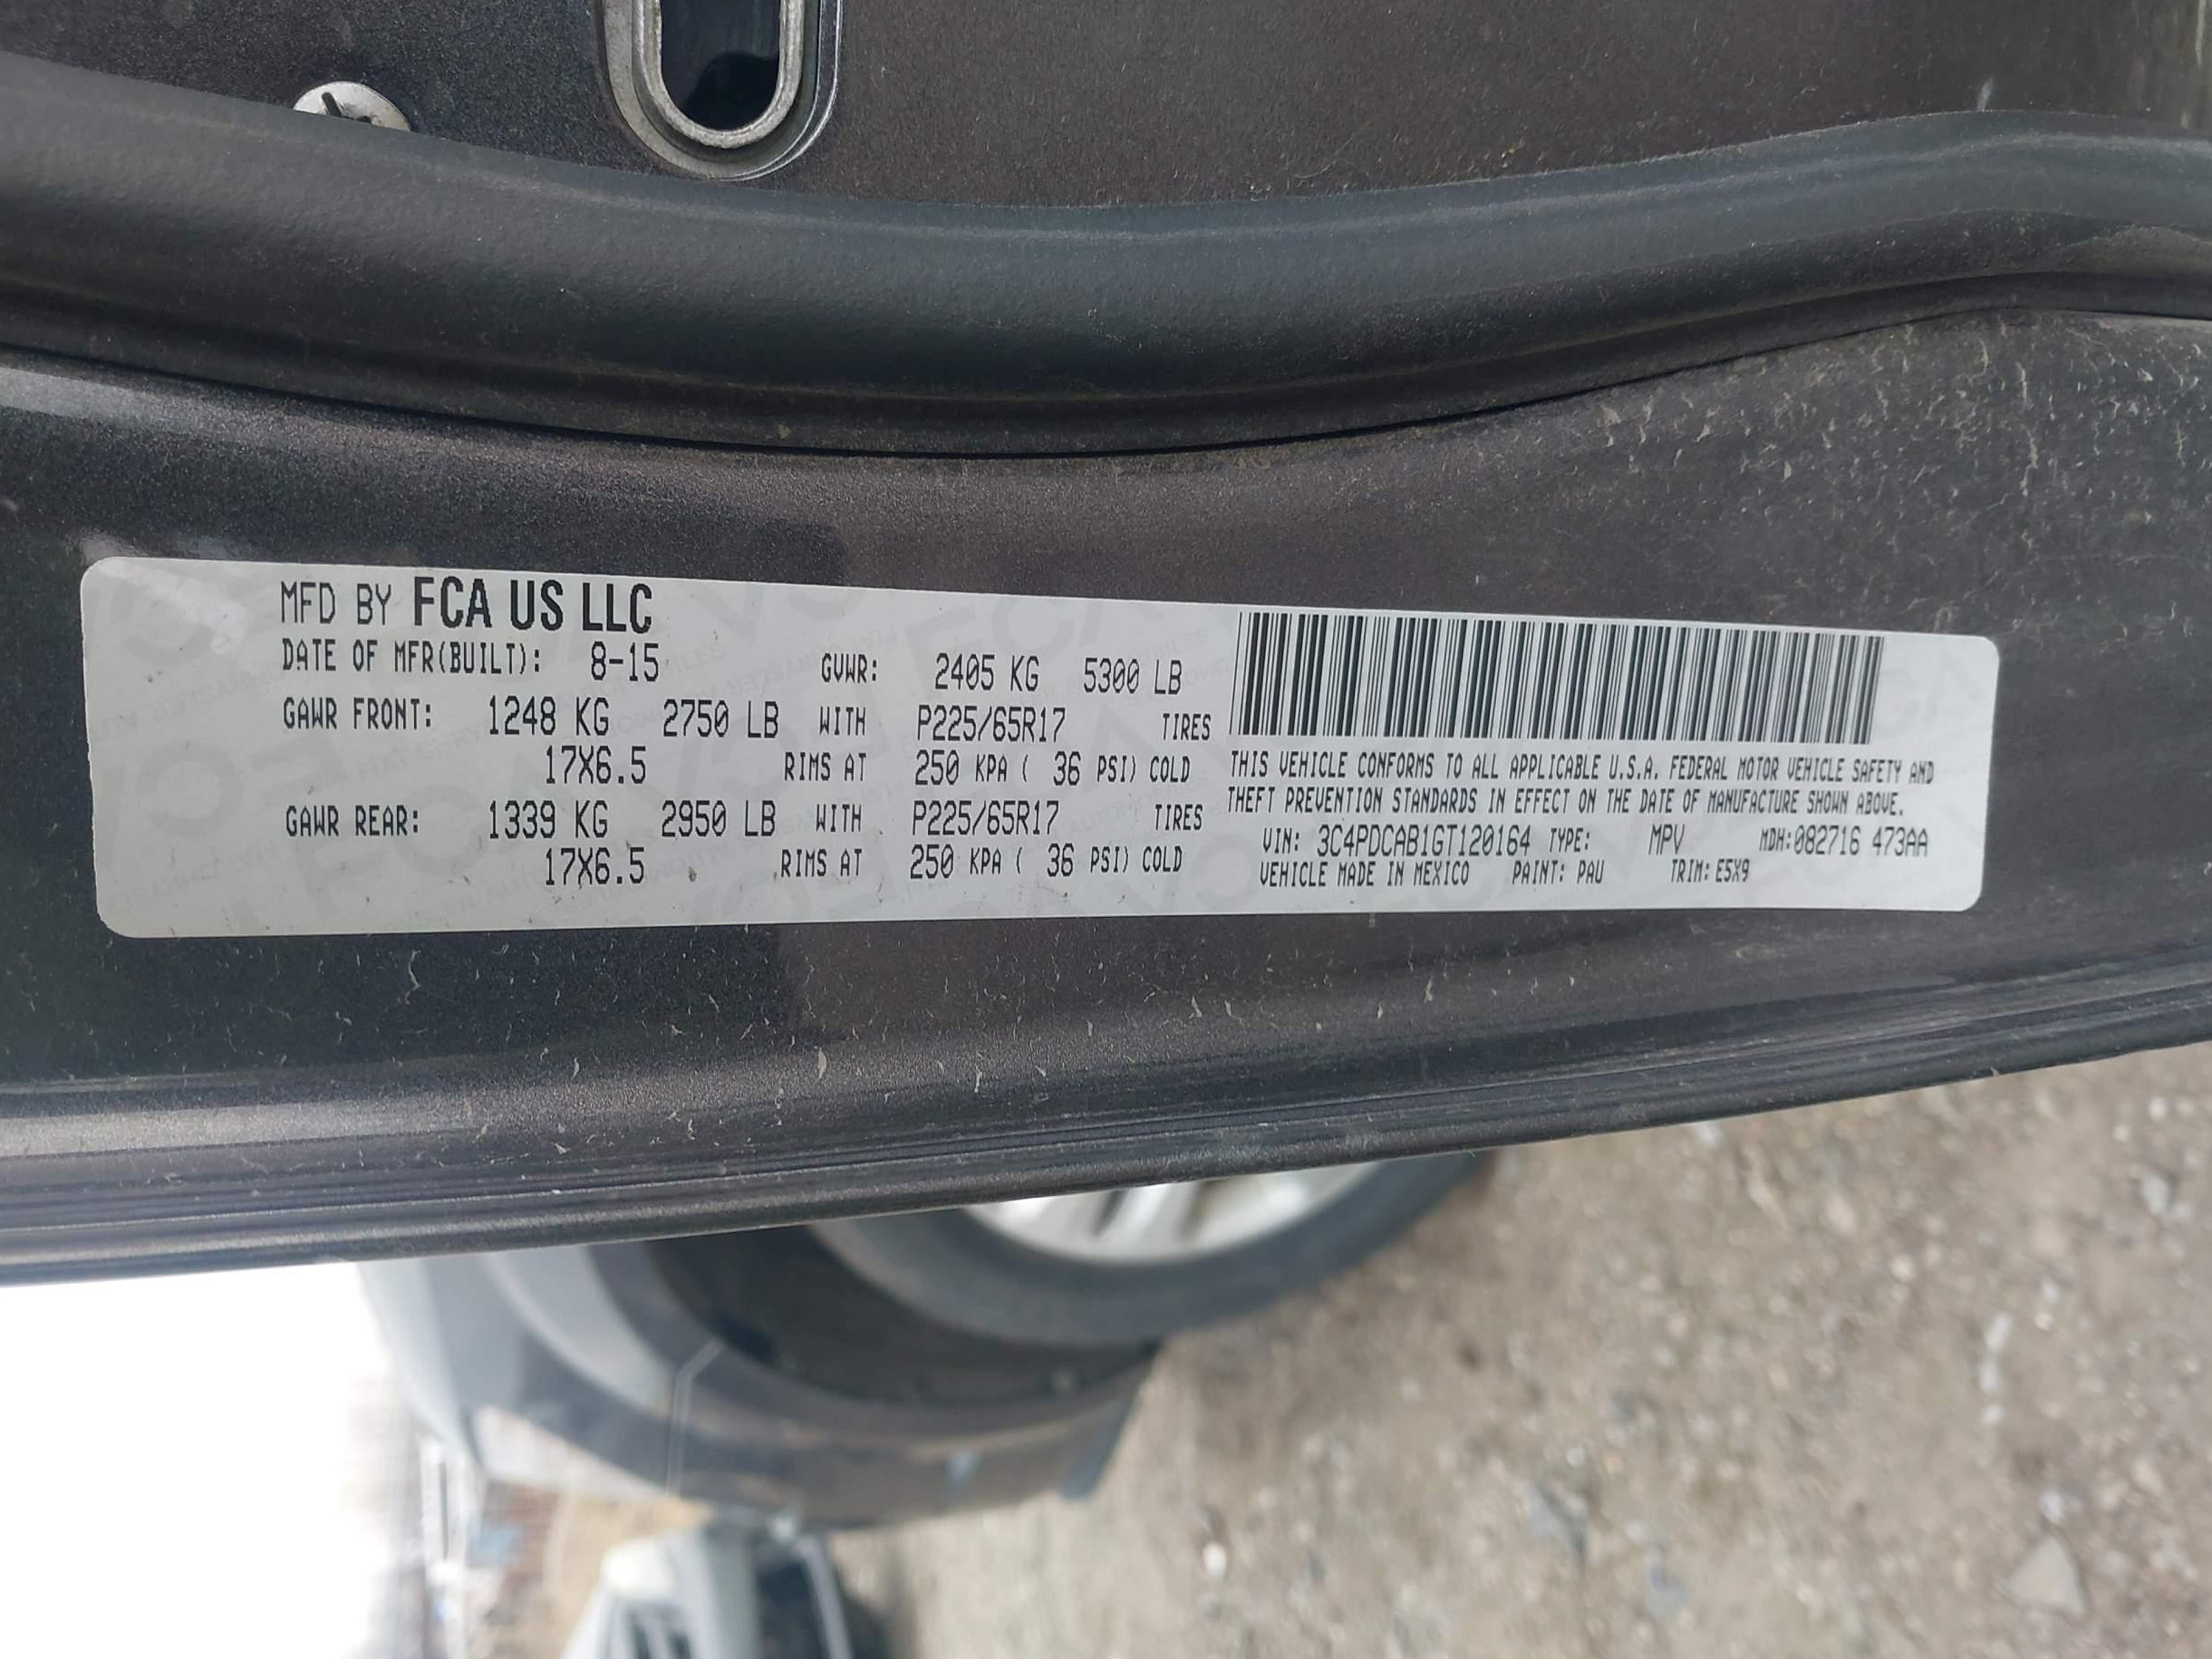 MFD BY FCA US LLC
DATE OF MFR(BUILT): 8-15 GVWR: 2405 KG 5300 LB
GAWR FRONT: 1248 KG 2750 LB WITH P225/65R17 TIRES
17X6.5 RIMS AT 250 KPA ( 36 PSI) COLD
GAWR REAR: 1339 KG 2950 LB WITH P225/65R17 TIRES
17X6.5 RIMS AT 250 KPA ( 36 PSI) COLD
THIS VEHICLE CONFORMS TO ALL APPLICABLE U.S.A. FEDERAL MOTOR VEHICLE SAFETY AND
THEFT PREVENTION STANDARDS IN EFFECT ON THE DATE OF MANUFACTURE SHOWN ABOVE.
VIN: 3C4PDCAB1GT120164 TYPE: MPV MDH:082716 473AA
VEHICLE MADE IN MEXICO PAINT: PAU TRIM: E5X9